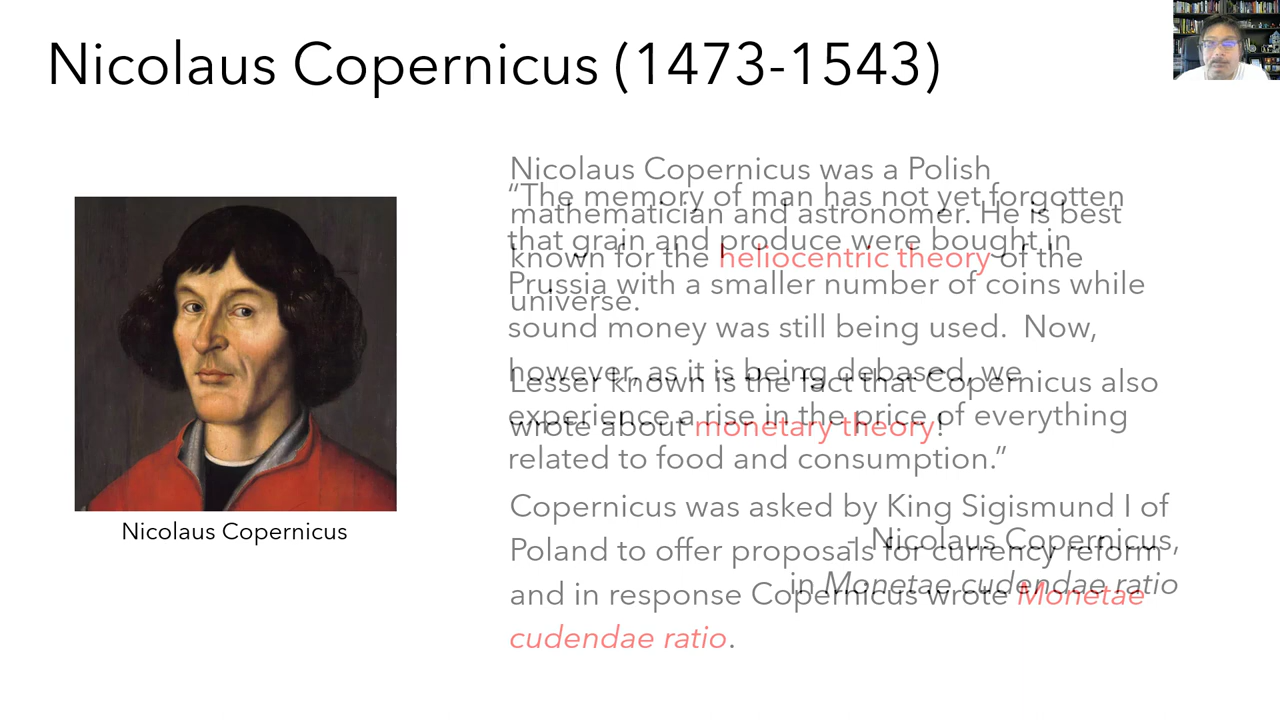 Nicolaus Copernicus (1473-1543)
Nicolaus Copernicus was a Polish
mathematician and astronomer. He is best
known for the heliocentric theory of the
universe.
Lesser known is the fact that Copernicus also
wrote about monetary theory!
Copernicus was asked by King Sigismund I of
Poland to offer proposals for currency reform
and in response Copernicus wrote Monetae
cudendae ratio.
“The memory of man has not yet forgotten
that grain and produce were bought in
Prussia with a smaller number of coins while
sound money was still being used.  Now,
however, as it is being debased, we
experience a rise in the price of everything
related to food and consumption.”
- Nicolaus Copernicus,
in Monetae cudendae ratio
Nicolaus Copernicus